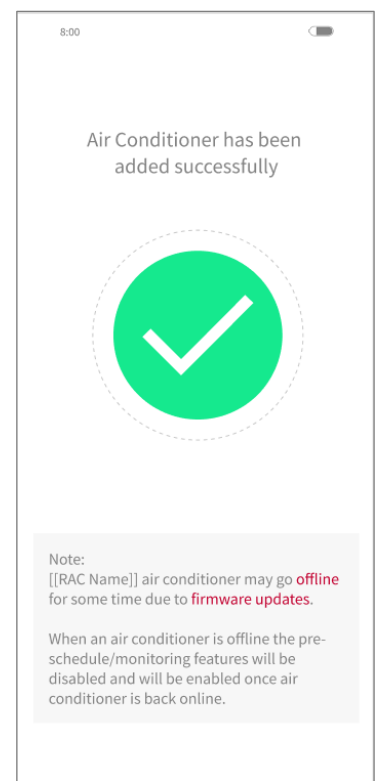 8:00
Air Conditioner has been
added successfully
Note:
[[RAC Name]] air conditioner may go offline
for some time due to firmware updates.
When an air conditioner is offline the pre-
schedule/monitoring features will be
disabled and will be enabled once air
conditioner is back online.